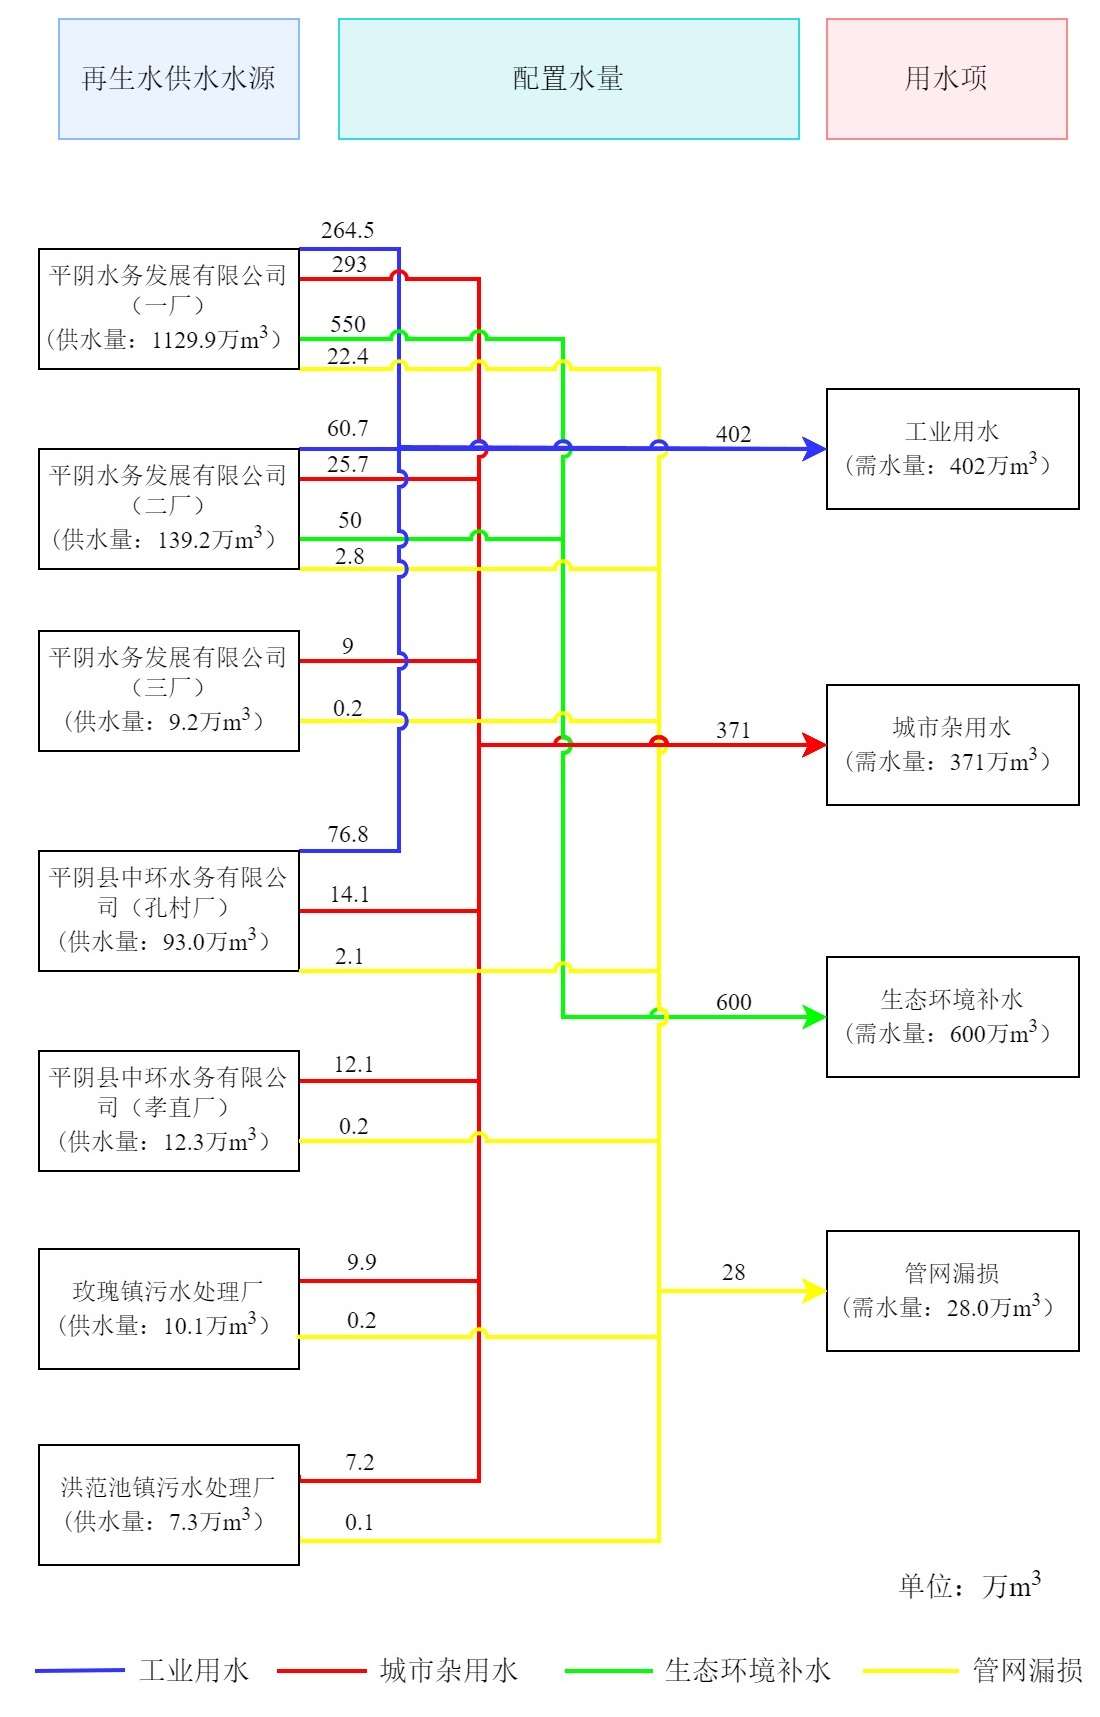 再生水供水水源
配置水量
用水项
264.5
293
550
22.4
平阴水务发展有限公司
（一厂）
(供水量：1129.9万m³）
60.7
25.7
50
2.8
平阴水务发展有限公司
（二厂）
(供水量：139.2万m³）
402
工业用水
(需水量：402万m³）
9
0.2
平阴水务发展有限公司
（三厂）
(供水量：9.2万m³）
371
城市杂用水
(需水量：371万m³）
76.8
14.1
2.1
平阴县中环水务有限公
司（孔村厂）
(供水量：93.0万m³）
600
生态环境补水
(需水量：600万m³）
12.1
0.2
平阴县中环水务有限公
司（孝直厂）
(供水量：12.3万m³）
9.9
0.2
玫瑰镇污水处理厂
(供水量：10.1万m³）
28
管网漏损
(需水量：28.0万m³）
7.2
0.1
洪范池镇污水处理厂
(供水量：7.3万m³）
单位：万m³
工业用水
城市杂用水
生态环境补水
管网漏损